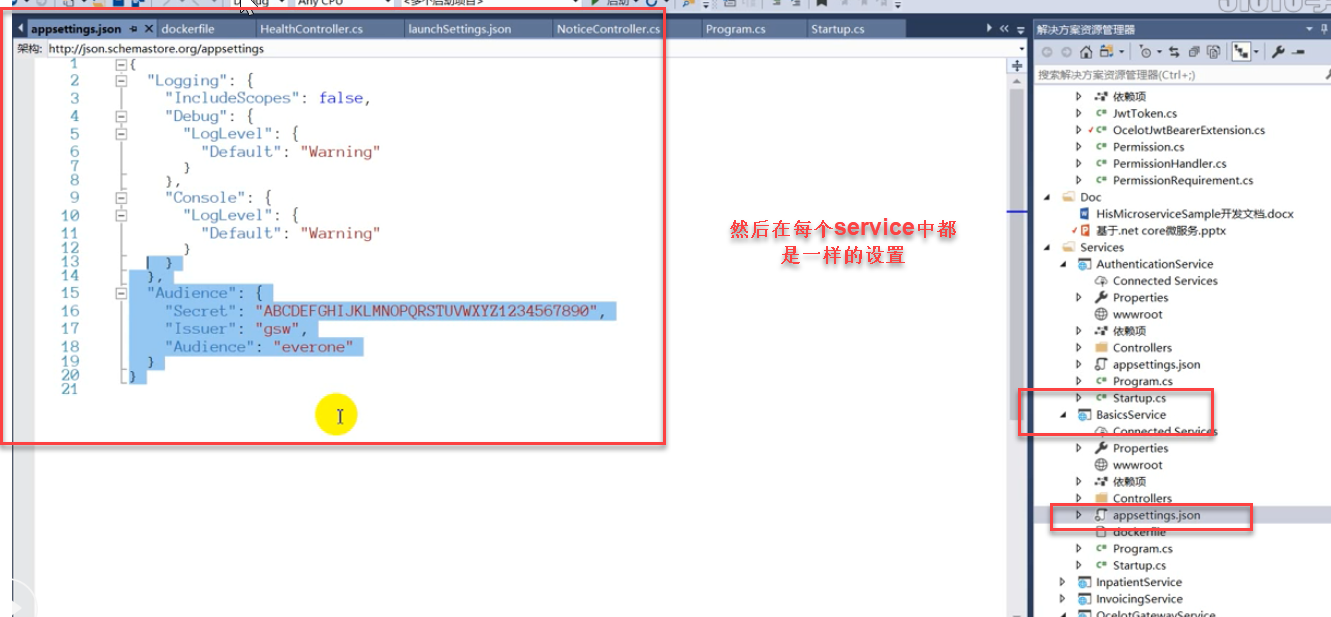 Any CPU
<多个启动项目>
启动
appsettings.json
dockerfile
HealthController.cs
launchSettings.json
NoticeController.cs
Program.cs
Startup.cs
架构: http://json.schemastore.org/appsettings
1 {
2 "Logging": {
3 "IncludeScopes": false,
4 "Debug": {
5 "LogLevel": {
6 "Default": "Warning"
7 }
8 },
9 "Console": {
10 "LogLevel": {
11 "Default": "Warning"
12 }
13 }
14 },
15 "Audience": {
16 "Secret": "ABCDEFGHIJKLMNOPQRSTUVWXYZ1234567890",
17 "Issuer": "gsw",
18 "Audience": "everone"
19 }
20 }
21
然后在每个service中都
是一样的设置
解决方案资源管理器
搜索解决方案资源管理器(Ctrl+;)
依赖项
JwtToken.cs
OcelotJwtBearerExtension.cs
Permission.cs
PermissionHandler.cs
PermissionRequirement.cs
Doc
HisMicroserviceSample开发文档.docx
基于.net core微服务.pptx
Services
AuthenticationService
Connected Services
Properties
wwwroot
依赖项
Controllers
appsettings.json
Program.cs
Startup.cs
BasicsService
Connected Services
Properties
wwwroot
依赖项
Controllers
appsettings.json
dockerfile
Program.cs
Startup.cs
InpatientService
InvoicingService
OcelotGatewayService